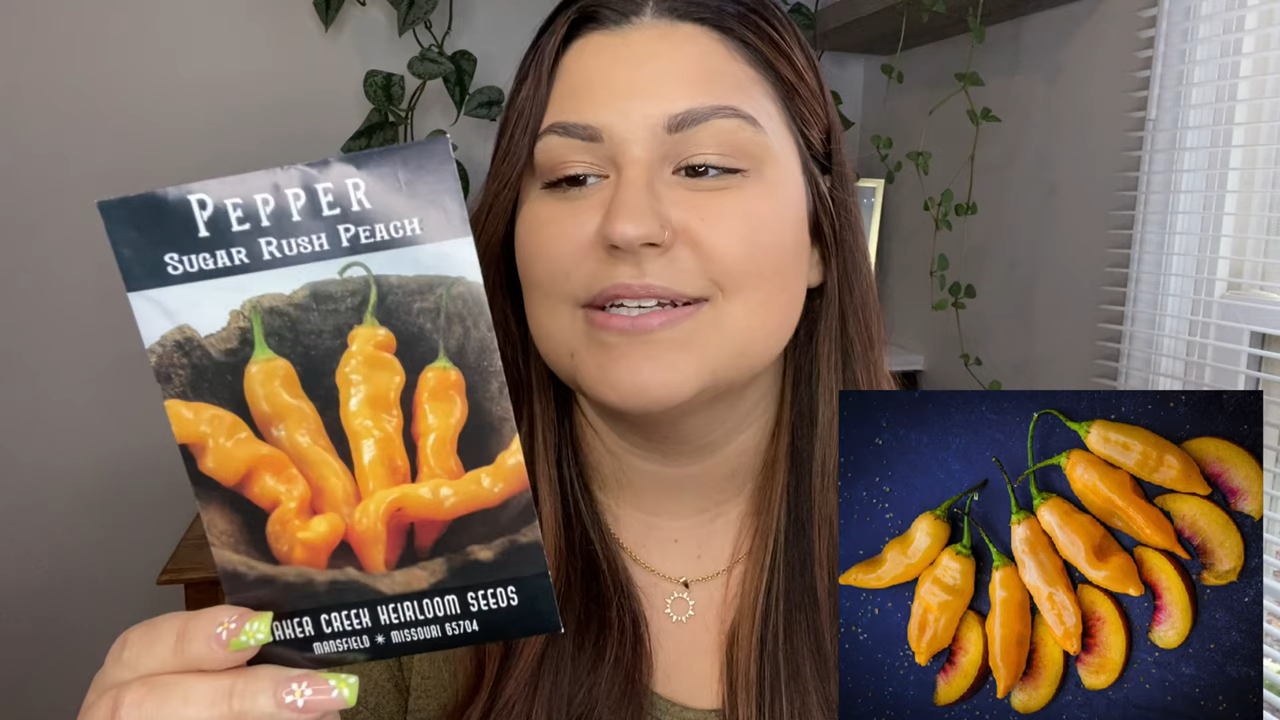 PEPPER
SUGAR RUSH PEACH
AKER CREEK HEIRLOOM SEEDS
MANSFIELD * MISSOURI 65704